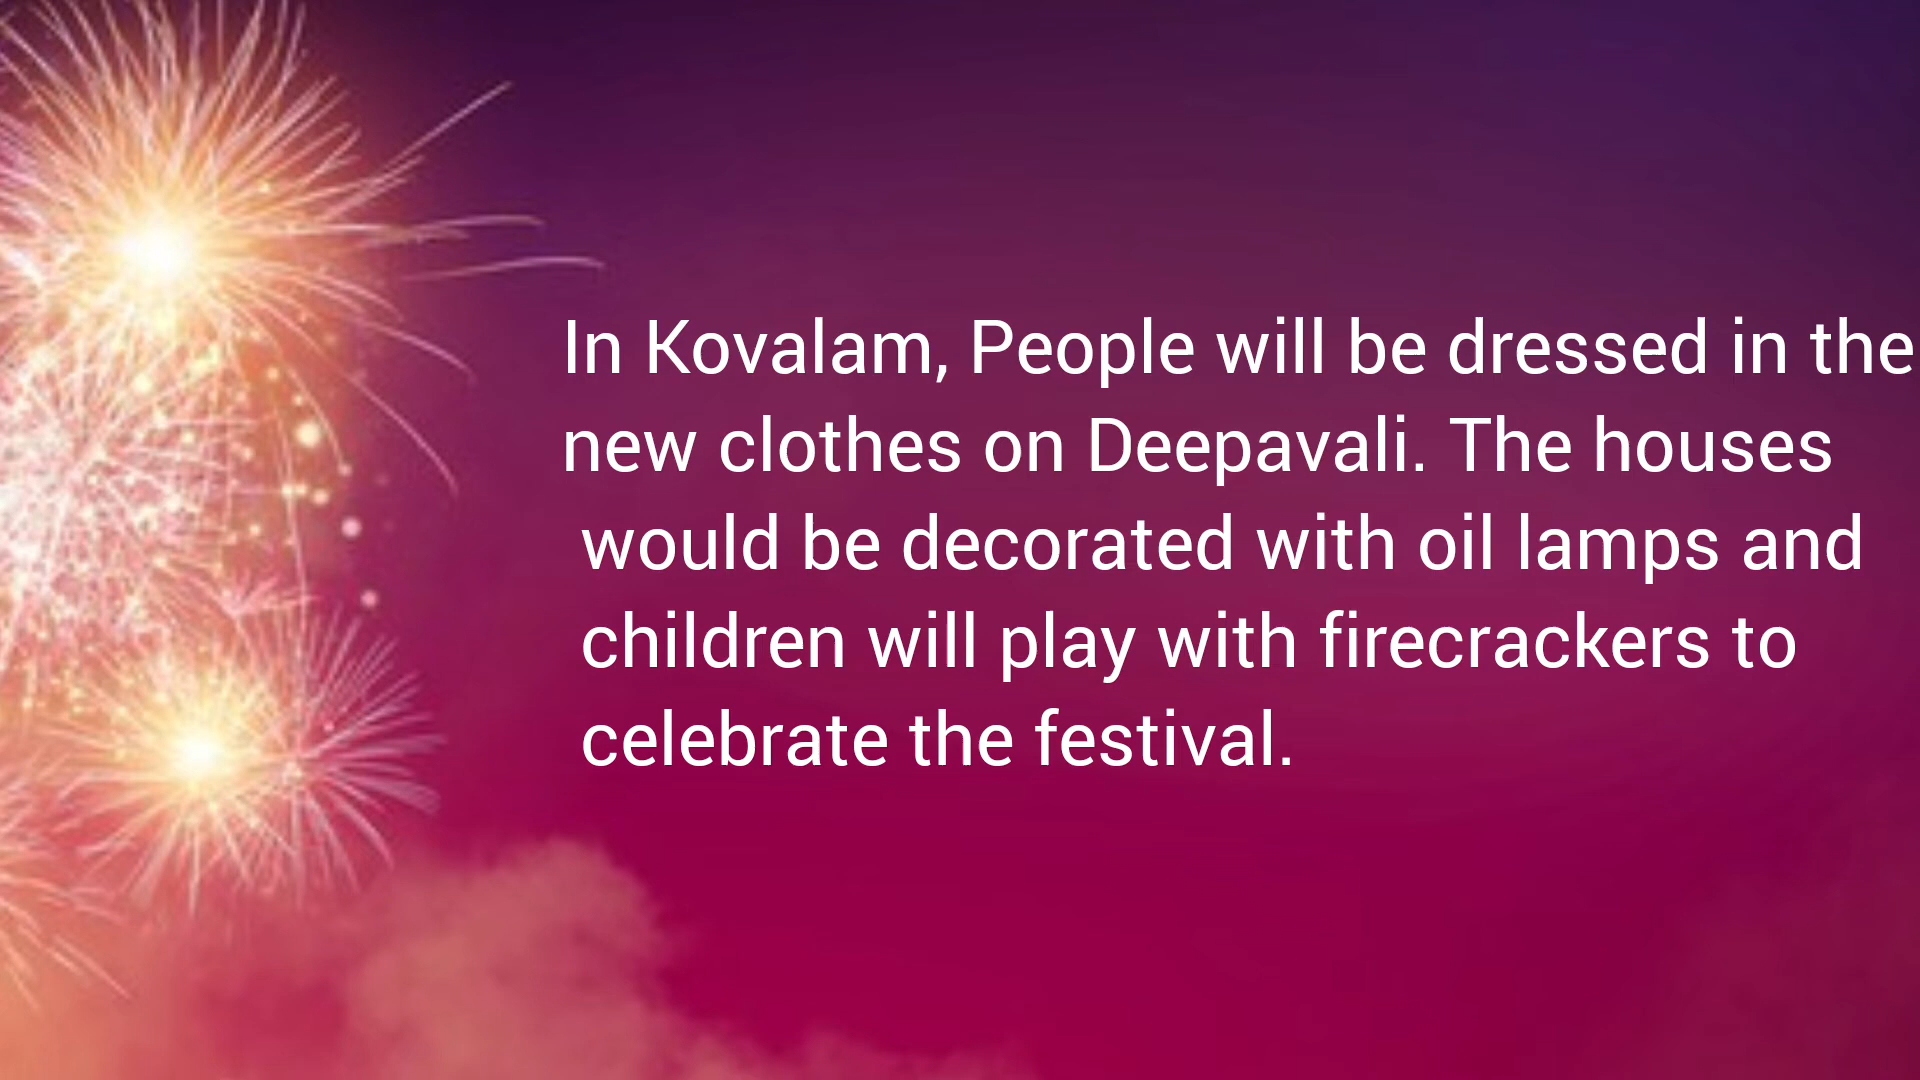 In Kovalam, People will be dressed in the
new clothes on Deepavali. The houses
would be decorated with oil lamps and
children will play with firecrackers to
celebrate the festival.